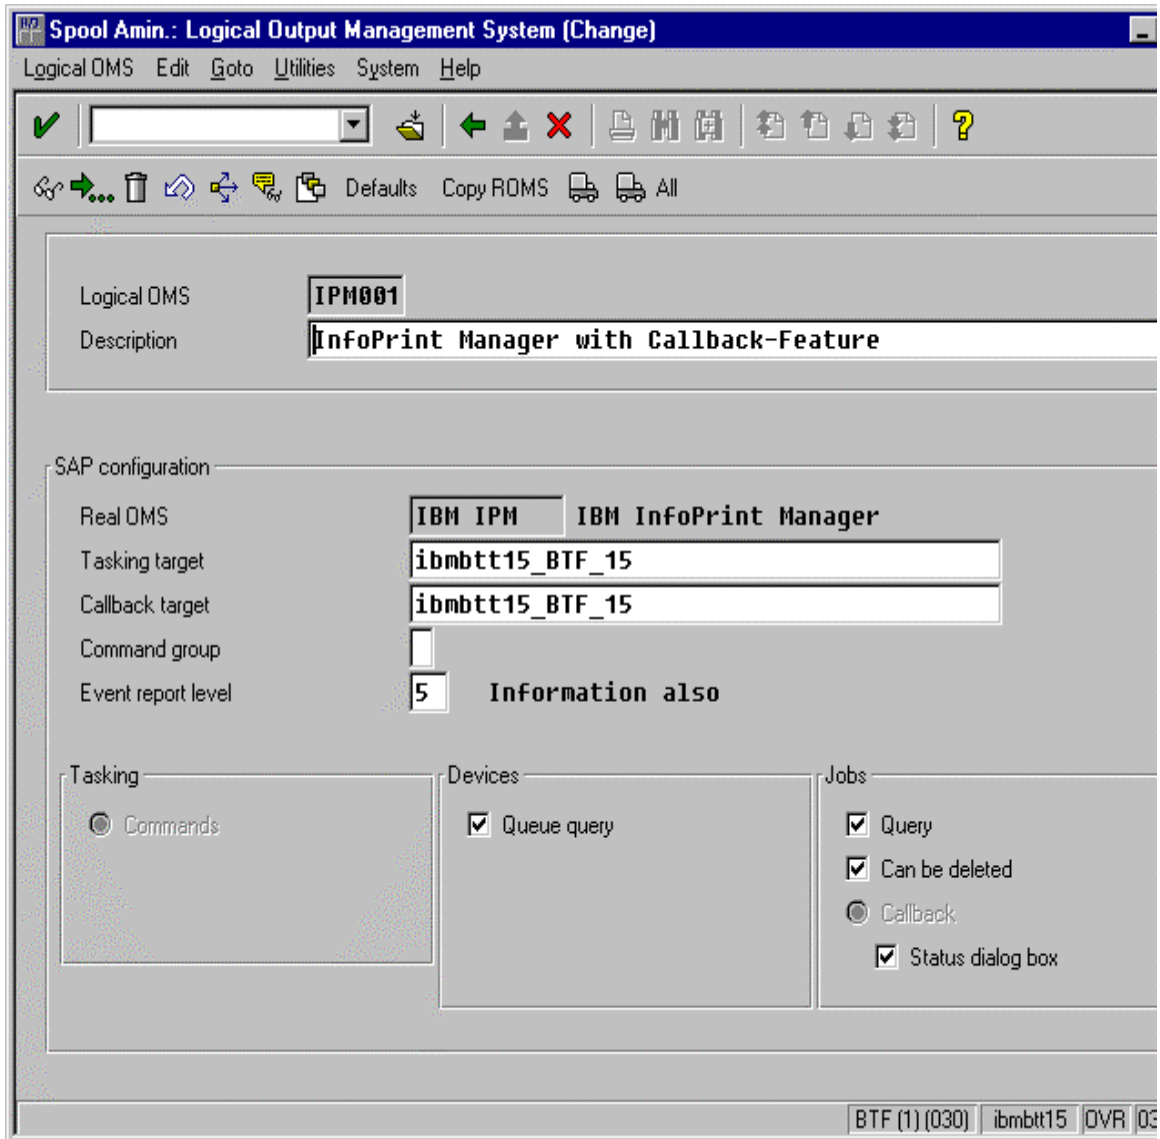 Spool Amin.: Logical Output Management System (Change)
Logical OMS Edit Goto Utilities System Help
Defaults Copy ROMS All
Logical OMS IPM001
Description InfoPrint Manager with Callback-Feature
SAP configuration
Real OMS IBM IPM IBM InfoPrint Manager
Tasking target ibmbtt15_BTF_15
Callback target ibmbtt15_BTF_15
Command group
Event report level 5 Information also
Tasking Devices Jobs
Commands Queue query Query
Can be deleted
Callback
Status dialog box
BTF (1) (030) ibmbtt15 OVR 03